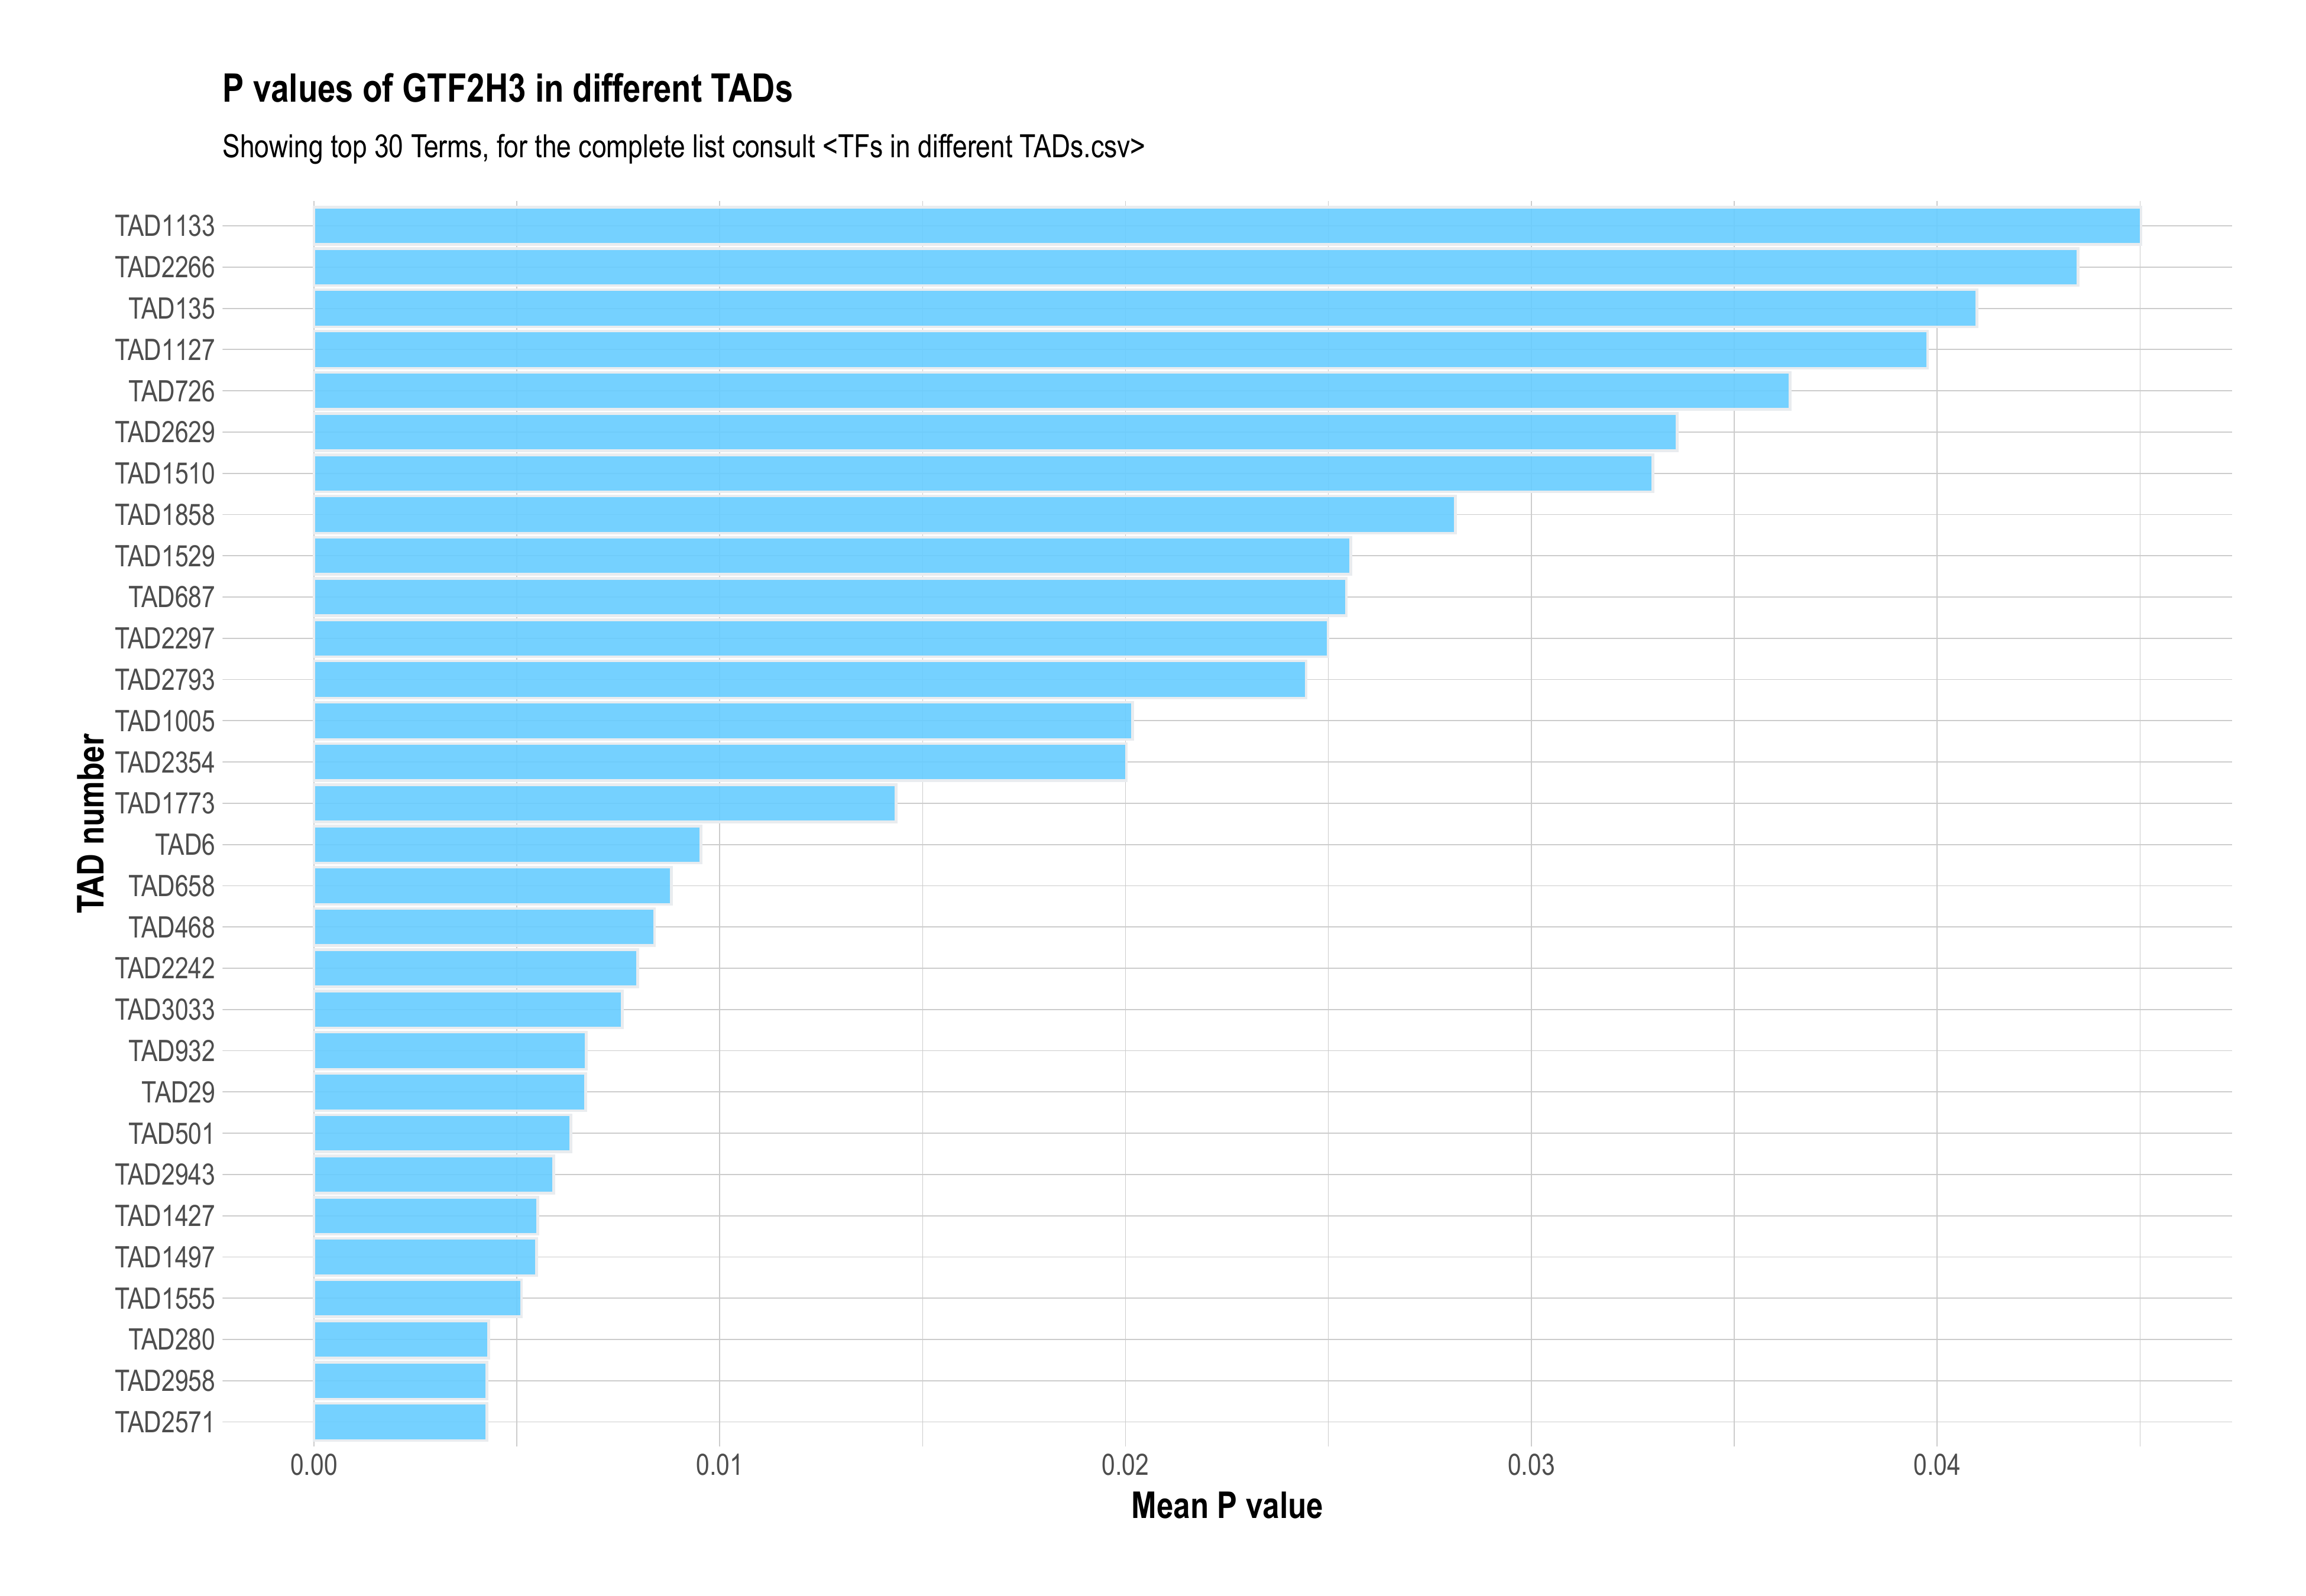 P values of GTF2H3 in different TADs
Showing top 30 Terms, for the complete list consult <TFs in different TADs.csv>
TAD number
TAD1133
TAD2266
TAD135
TAD1127
TAD726
TAD2629
TAD1510
TAD1858
TAD1529
TAD687
TAD2297
TAD2793
TAD1005
TAD2354
TAD1773
TAD6
TAD658
TAD468
TAD2242
TAD3033
TAD932
TAD29
TAD501
TAD2943
TAD1427
TAD1497
TAD1555
TAD280
TAD2958
TAD2571
0.00 0.01 0.02 0.03 0.04
Mean P value